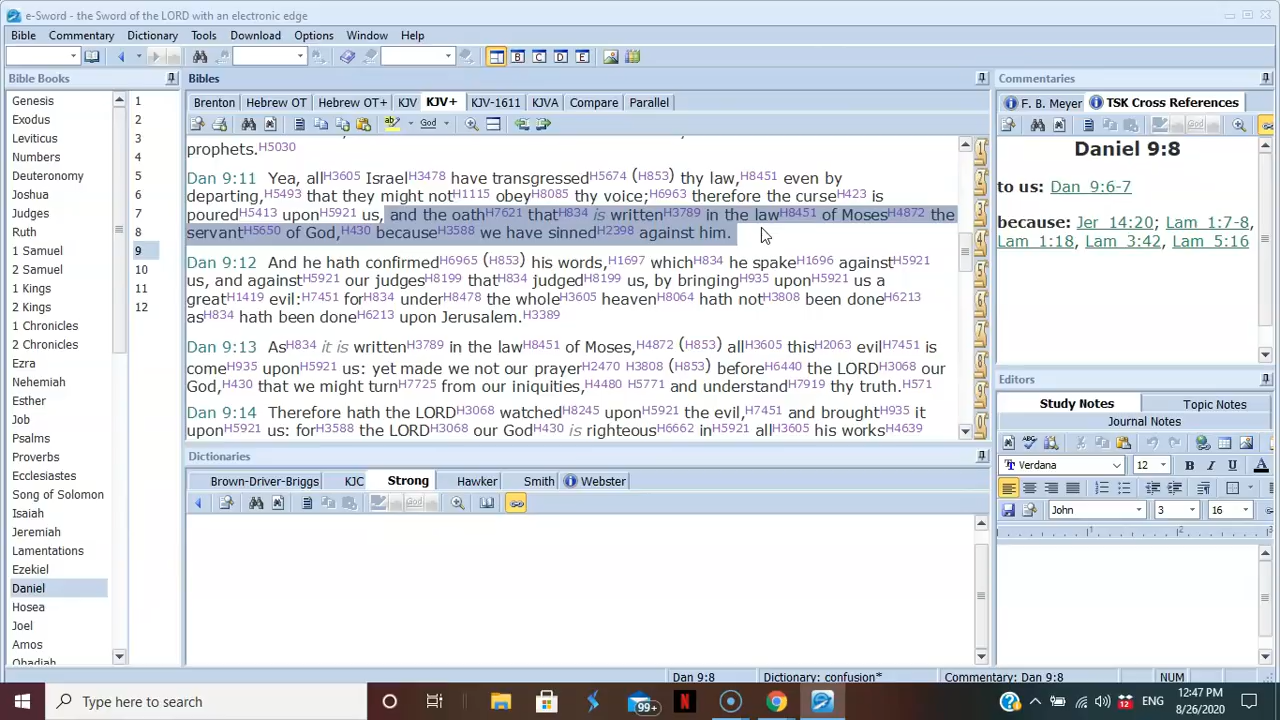 e-Sword - the Sword of the LORD with an electronic edge
Bible Commentary Dictionary Tools Download Options Window Help
B C D E
Bible Books
Genesis
Exodus
Leviticus
Numbers
Deuteronomy
Joshua
Judges
Ruth
1 Samuel
2 Samuel
1 Kings
2 Kings
1 Chronicles
2 Chronicles
Ezra
Nehemiah
Esther
Job
Psalms
Proverbs
Ecclesiastes
Song of Solomon
Isaiah
Jeremiah
Lamentations
Ezekiel
Daniel
Hosea
Joel
Amos
Obadiah
1
2
3
4
5
6
7
8
9
10
11
12
Bibles
Brenton Hebrew OT Hebrew OT+ KJV KJV+ KJV-1611 KJVA Compare Parallel
ab God
prophets.H5030
Dan 9:11 Yea, allH3605 IsraelH3478 have transgressedH5674 (H853) thy law,H8451 even by
departing,H5493 that they might notH1115 obeyH8085 thy voice;H6963 therefore the curseH423 is
pouredH5413 uponH5921 us, and the oathH7621 thatH834 is writtenH3789 in the lawH8451 of MosesH4872 the
servantH5650 of God,H430 becauseH3588 we have sinnedH2398 against him.
Dan 9:12 And he hath confirmedH6965 (H853) his words,H1697 whichH834 he spakeH1696 againstH5921
us, and againstH5921 our judgesH8199 thatH834 judgedH8199 us, by bringingH935 uponH5921 us a
greatH1419 evil:H7451 forH834 underH8478 the wholeH3605 heavenH8064 hath notH3808 been doneH6213
asH834 hath been doneH6213 upon Jerusalem.H3389
Dan 9:13 AsH834 it is writtenH3789 in the lawH8451 of Moses,H4872 (H853) allH3605 thisH2063 evilH7451 is
comeH935 uponH5921 us: yet made we not our prayerH2470 H3808 (H853) beforeH6440 the LORDH3068 our
God,H430 that we might turnH7725 from our iniquities,H4480 H5771 and understandH7919 thy truth.H571
Dan 9:14 Therefore hath the LORDH3068 watchedH8245 uponH5921 the evil,H7451 and broughtH935 it
uponH5921 us: forH3588 the LORDH3068 our GodH430 is righteousH6662 inH5921 allH3605 his worksH4639
Dictionaries
Brown-Driver-Briggs KJC Strong Hawker Smith Webster
God
Commentaries
F. B. Meyer TSK Cross References
God
Daniel 9:8
to us: Dan 9:6-7
because: Jer 14:20; Lam 1:7-8,
Lam 1:18, Lam 3:42, Lam 5:16
Editors
Study Notes Topic Notes
Journal Notes
Verdana 12 B I U A
John 3 16
1 2 3
Dan 9:8 Dictionary: confusion* Commentary: Dan 9:8 NUM
Type here to search
99+
N
12
ENG
12:47 PM
8/26/2020